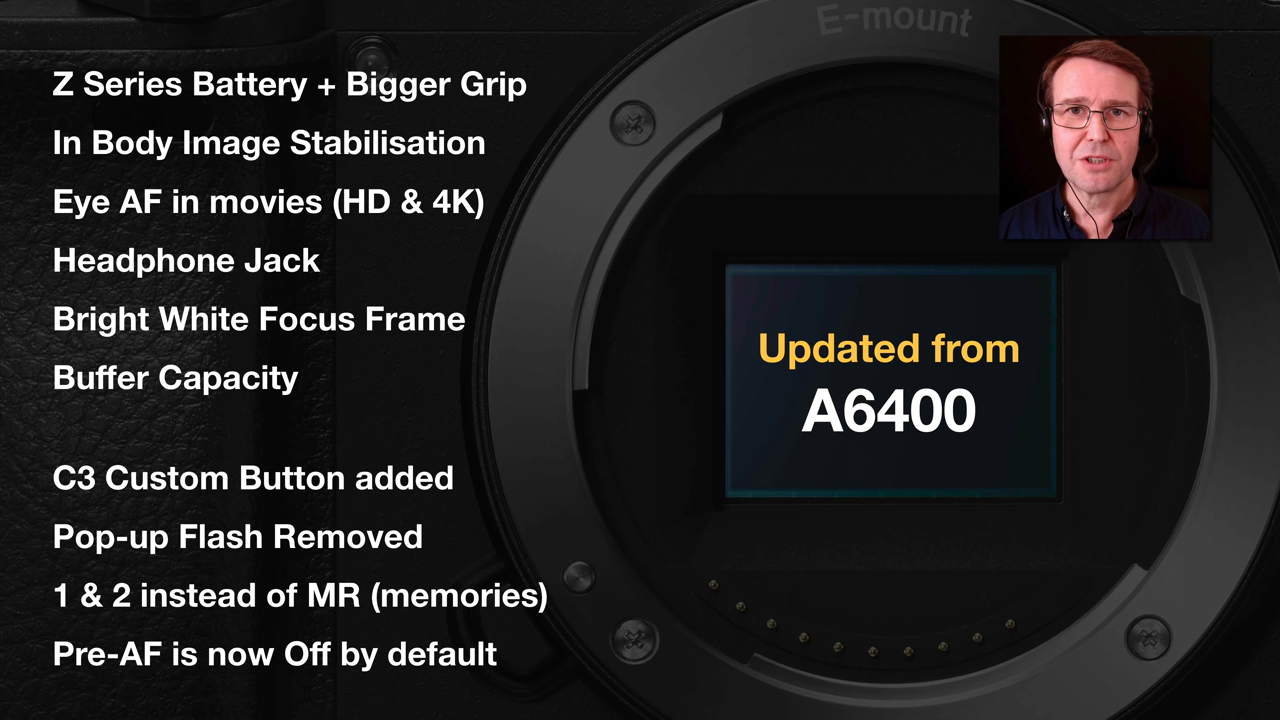 E-mount
Z Series Battery + Bigger Grip
In Body Image Stabilisation
Eye AF in movies (HD & 4K)
Headphone Jack
Bright White Focus Frame
Buffer Capacity
C3 Custom Button added
Pop-up Flash Removed
1 & 2 instead of MR (memories)
Pre-AF is now Off by default
Updated from
A6400